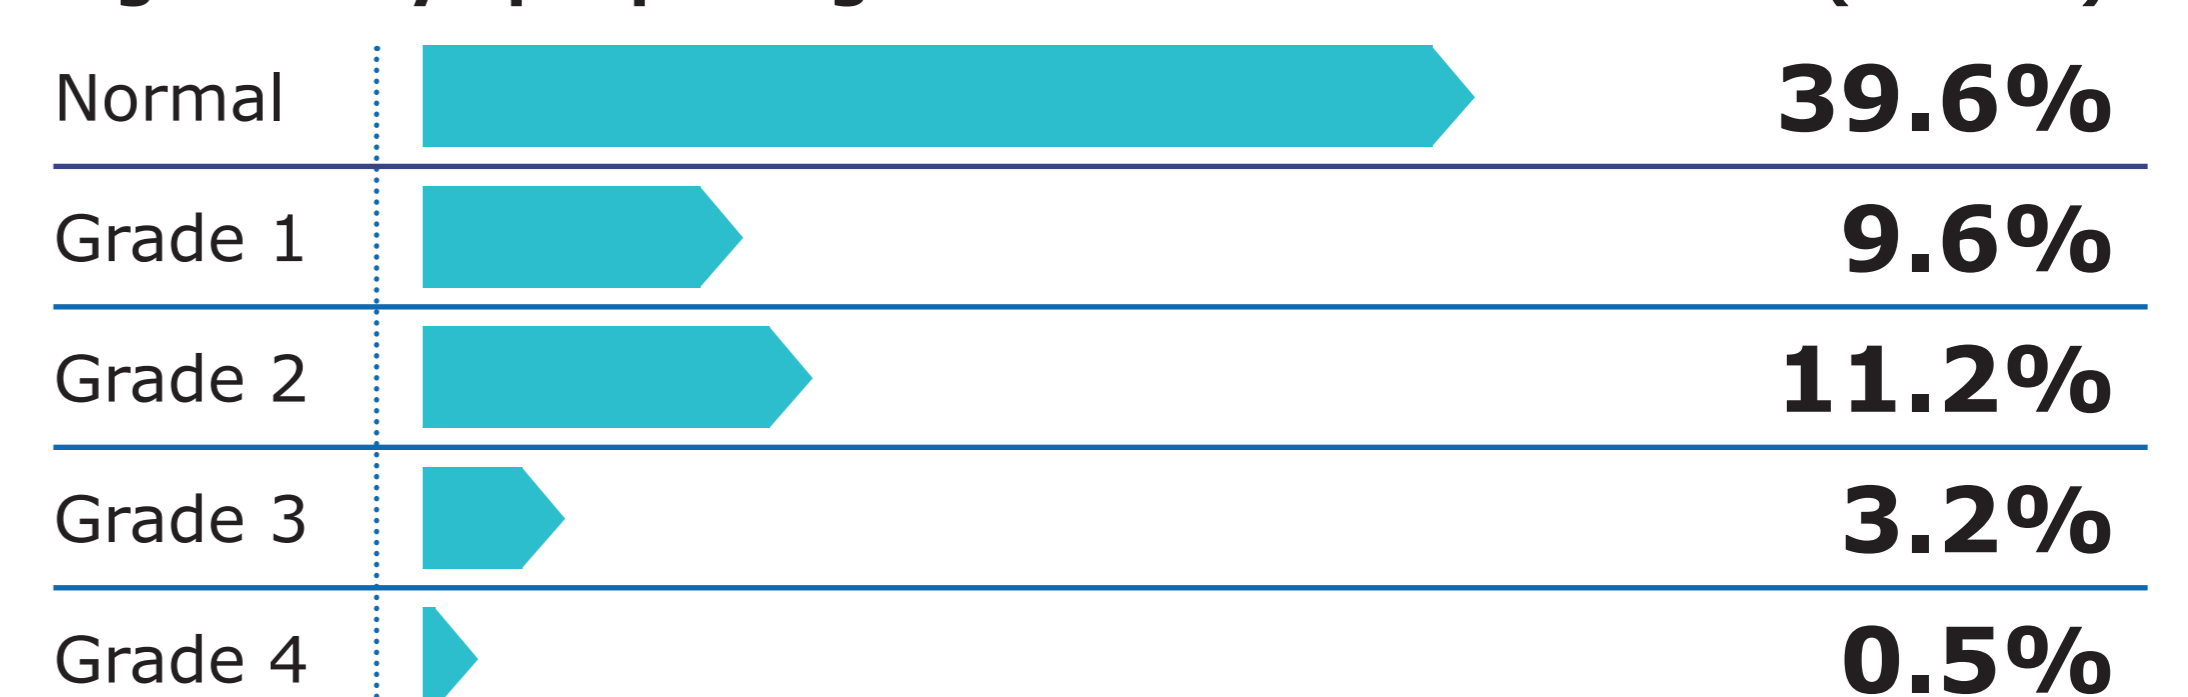 Normal 39.6%
Grade 1 9.6%
Grade 2 11.2%
Grade 3 3.2%
Grade 4 0.5%